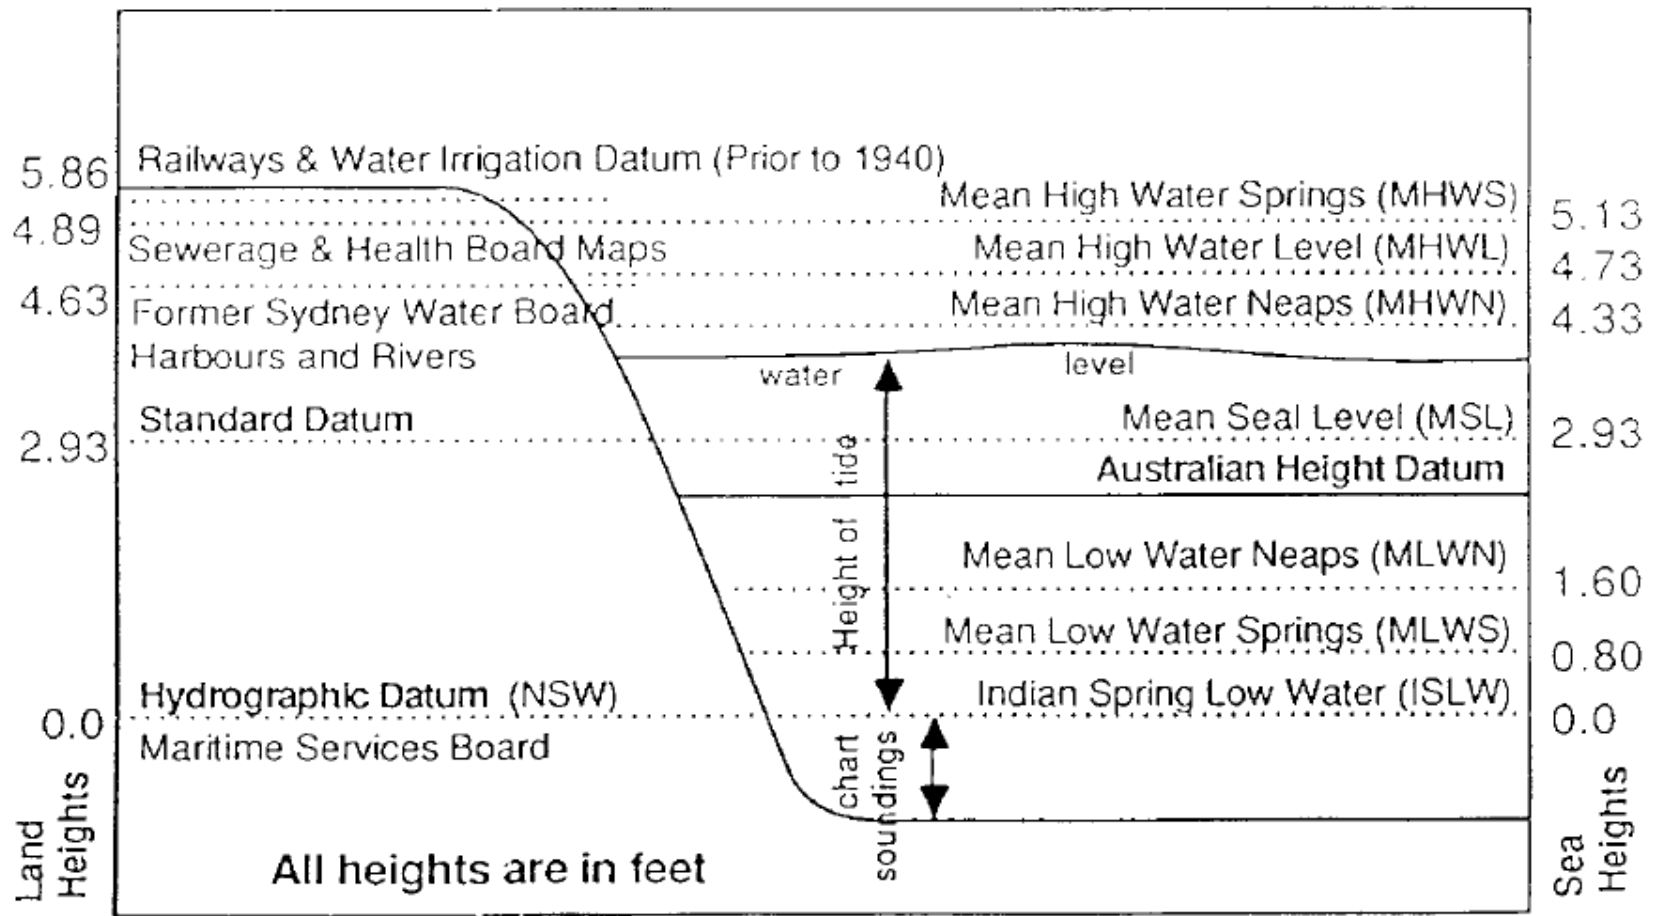 5.86
Railways & Water Irrigation Datum (Prior to 1940)
Mean High Water Springs (MHWS)
5.13
4.89
Sewerage & Health Board Maps
Mean High Water Level (MHWL)
4.73
4.63
Former Sydney Water Board
Mean High Water Neaps (MHWN)
4.33
Harbours and Rivers
water
level
Standard Datum
Mean Seal Level (MSL)
2.93
2.93
Australian Height Datum
Height of tide
Mean Low Water Neaps (MLWN)
1.60
Mean Low Water Springs (MLWS)
0.80
Hydrographic Datum (NSW)
Indian Spring Low Water (ISLW)
0.0
0.0
Maritime Services Board
chart
soundings
Land
Heights
All heights are in feet
Sea
Heights